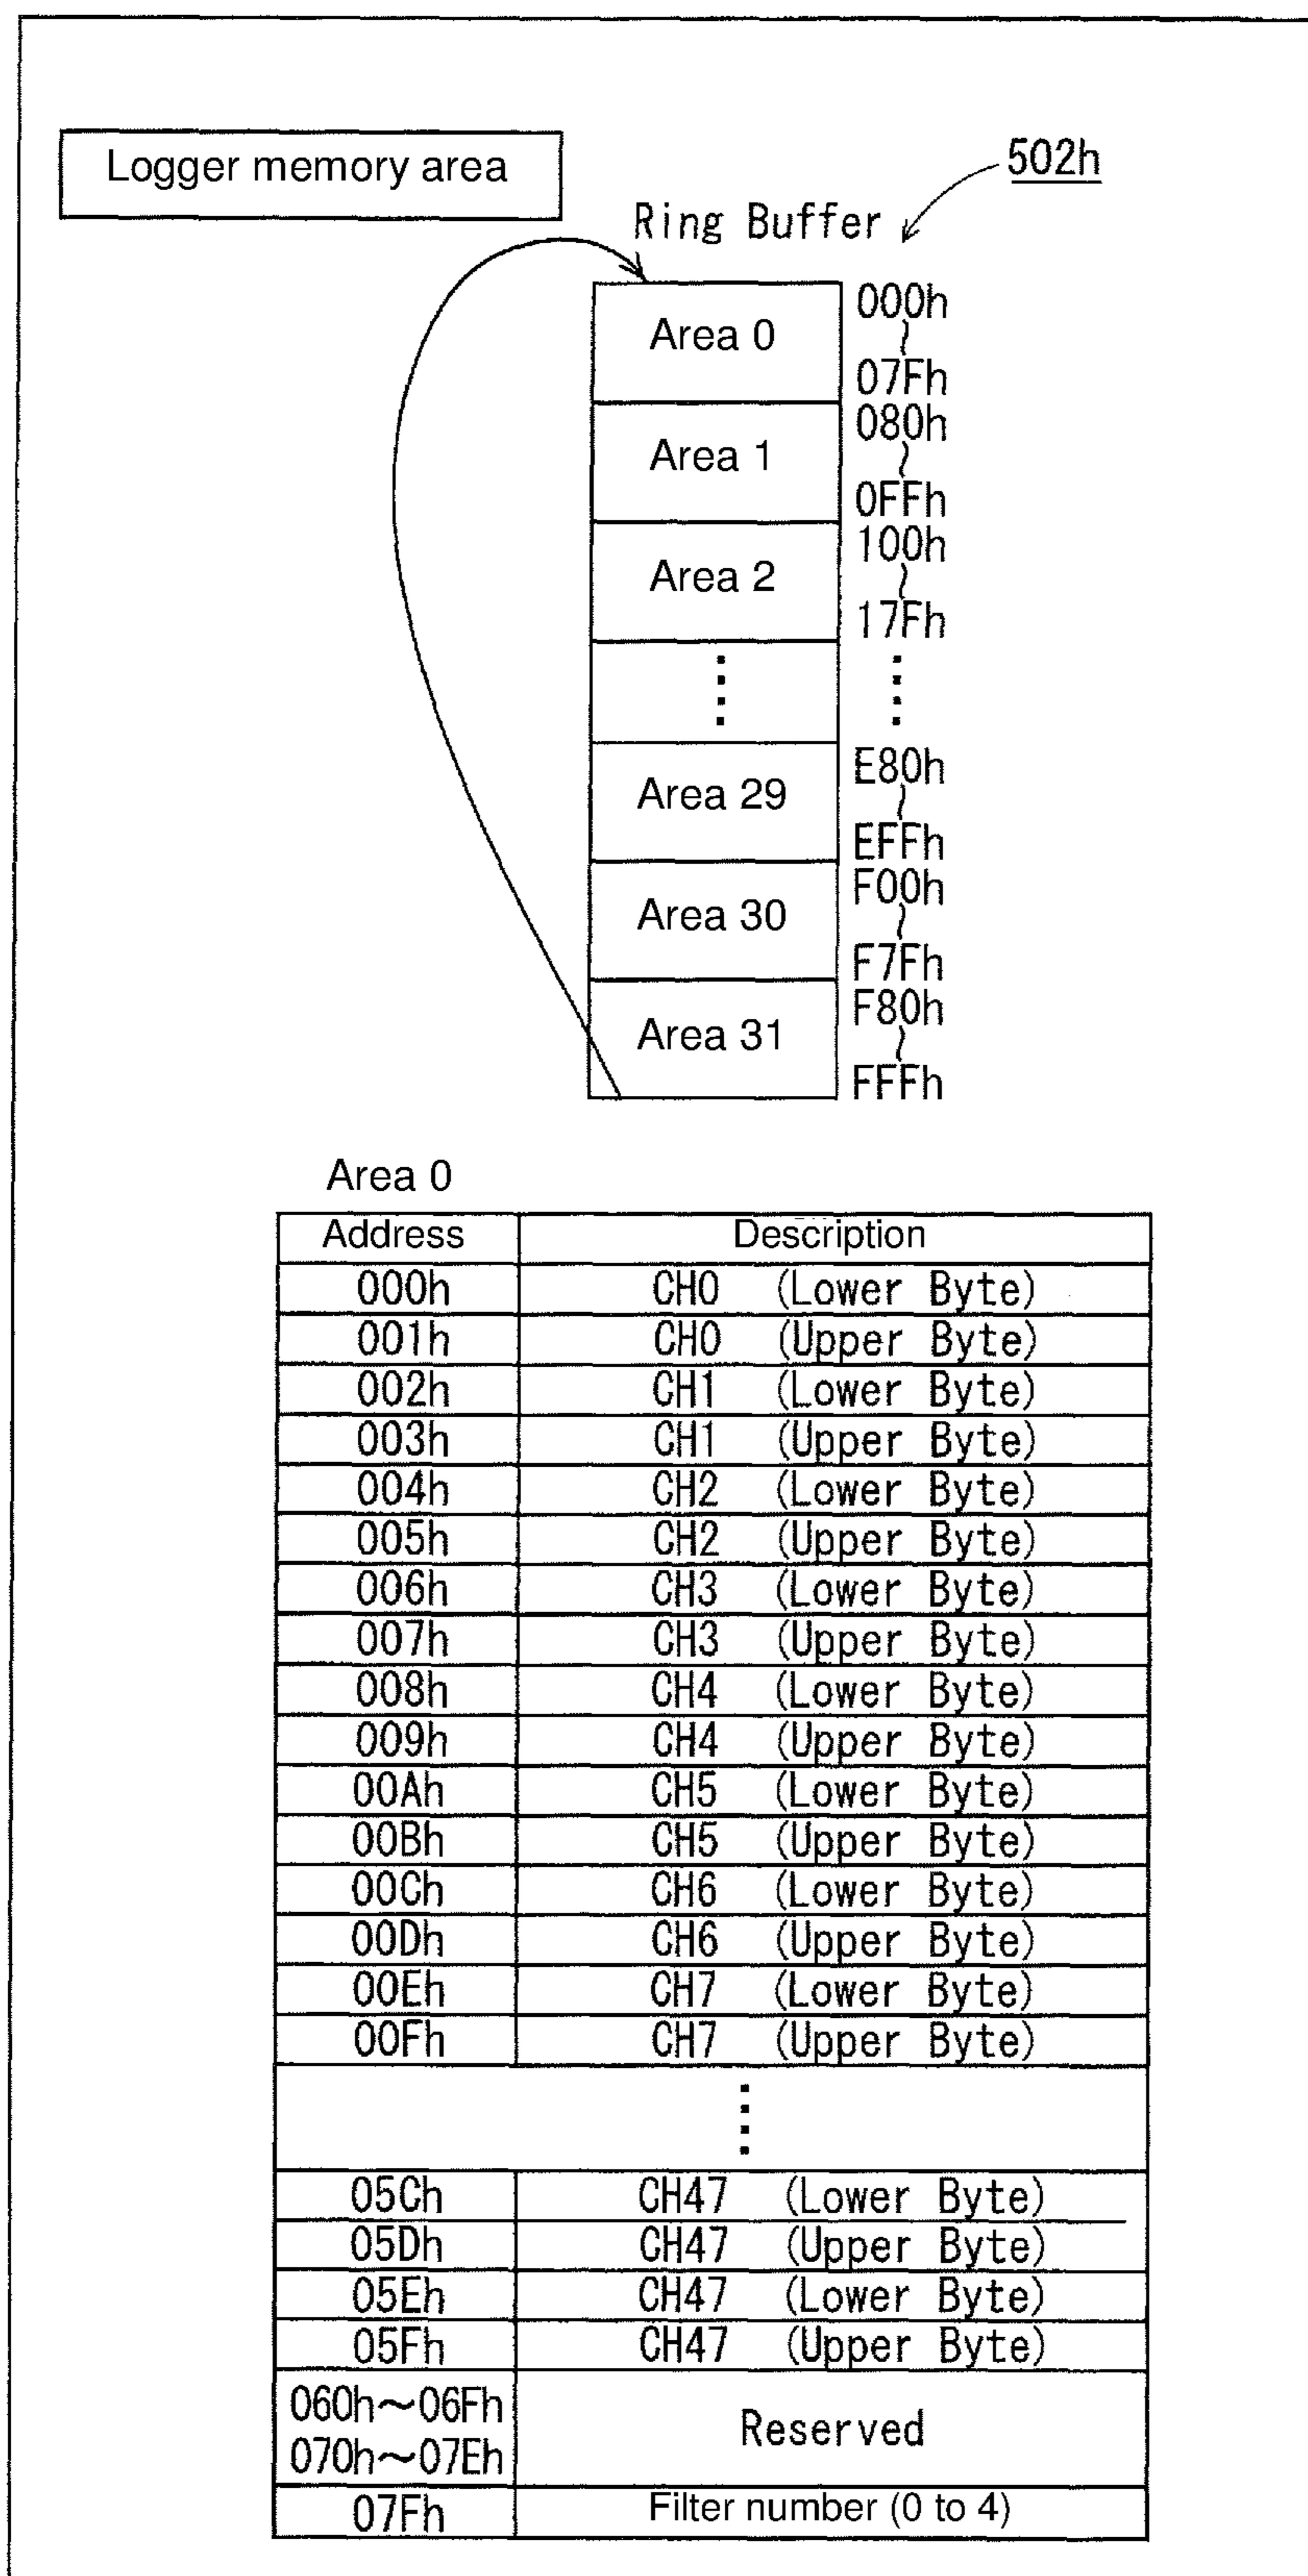 Logger memory area
502h
Ring Buffer
Area 0
000h
~
07Fh
Area 1
080h
~
0FFh
Area 2
100h
~
17Fh
⋮ ⋮
Area 29
E80h
~
EFFh
Area 30
F00h
~
F7Fh
Area 31
F80h
~
FFFh
Area 0
Address Description
000h CH0 (Lower Byte)
001h CH0 (Upper Byte)
002h CH1 (Lower Byte)
003h CH1 (Upper Byte)
004h CH2 (Lower Byte)
005h CH2 (Upper Byte)
006h CH3 (Lower Byte)
007h CH3 (Upper Byte)
008h CH4 (Lower Byte)
009h CH4 (Upper Byte)
00Ah CH5 (Lower Byte)
00Bh CH5 (Upper Byte)
00Ch CH6 (Lower Byte)
00Dh CH6 (Upper Byte)
00Eh CH7 (Lower Byte)
00Fh CH7 (Upper Byte)
⋮
05Ch CH47 (Lower Byte)
05Dh CH47 (Upper Byte)
05Eh CH47 (Lower Byte)
05Fh CH47 (Upper Byte)
060h~06Fh
070h~07Eh
Reserved
07Fh Filter number (0 to 4)